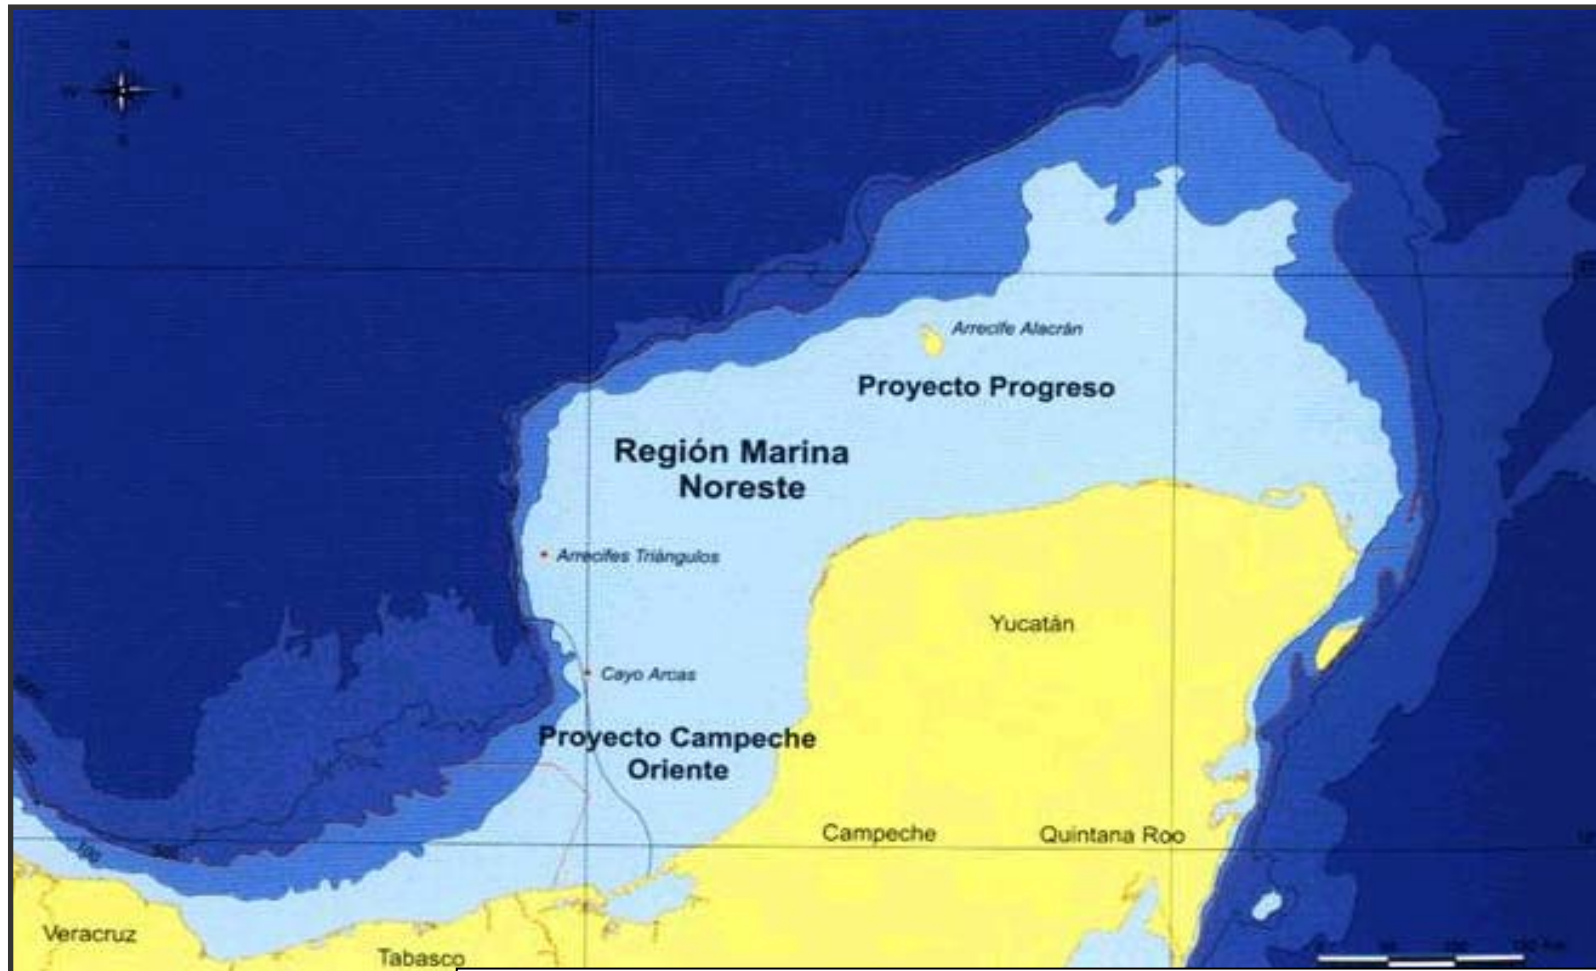 N
W
Arrecife Alacrán
Proyecto Progreso
Región Marina
Noreste
Arrecifes Triángulos
Yucatán
Cayo Arcas
Proyecto Campeche
Oriente
Campeche
Quintana Roo
100
Veracruz
Tabasco